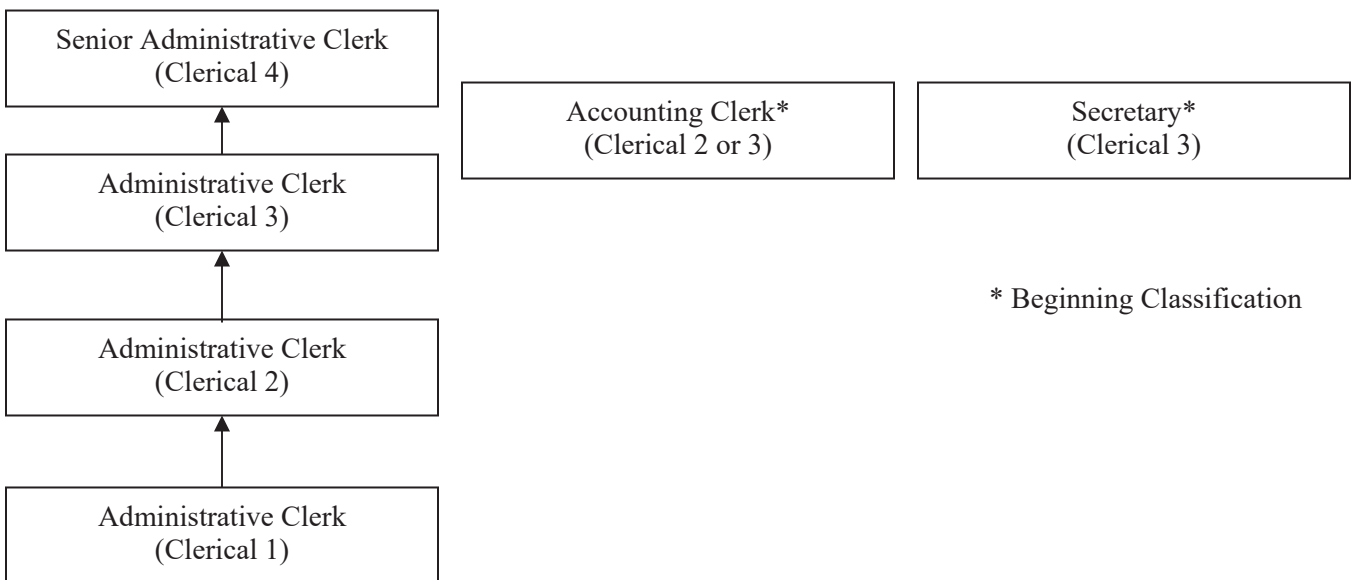 Senior Administrative Clerk
(Clerical 4)
Accounting Clerk*
(Clerical 2 or 3)
Secretary*
(Clerical 3)
Administrative Clerk
(Clerical 3)
* Beginning Classification
Administrative Clerk
(Clerical 2)
Administrative Clerk
(Clerical 1)